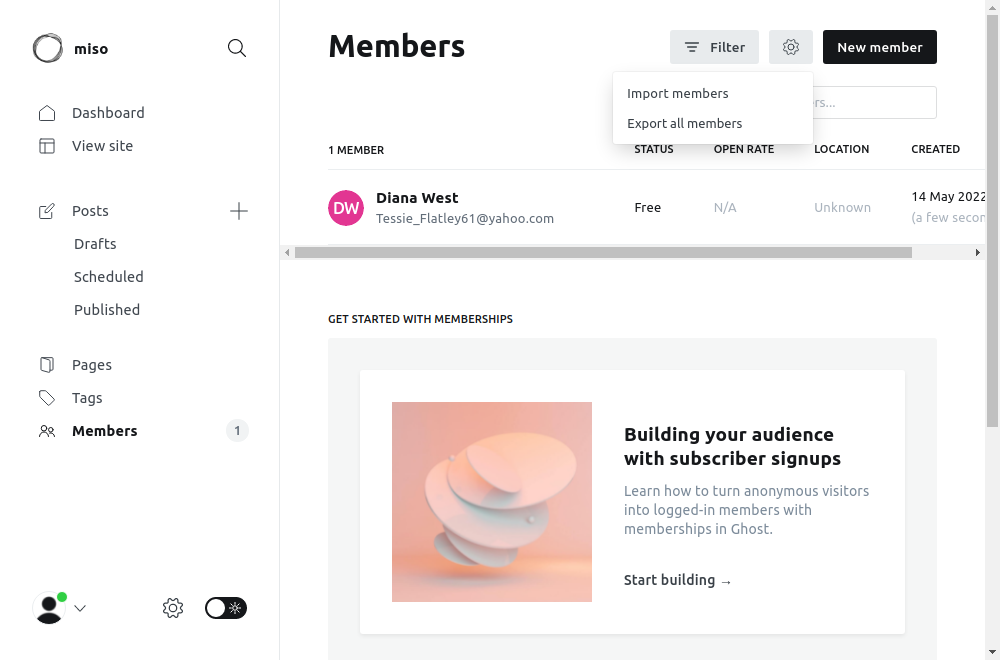 miso
Dashboard
View site
Posts
Drafts
Scheduled
Published
Pages
Tags
Members
1
Members
Filter
New member
Import members
Export all members
1 MEMBER
STATUS
OPEN RATE
LOCATION
CREATED
DW
Diana West
Tessie_Flatley61@yahoo.com
Free
N/A
Unknown
14 May 2022
(a few
GET STARTED WITH MEMBERSHIPS
Building your audience
with subscriber signups
Learn how to turn anonymous visitors
into logged-in members with
memberships in Ghost.
Start building →